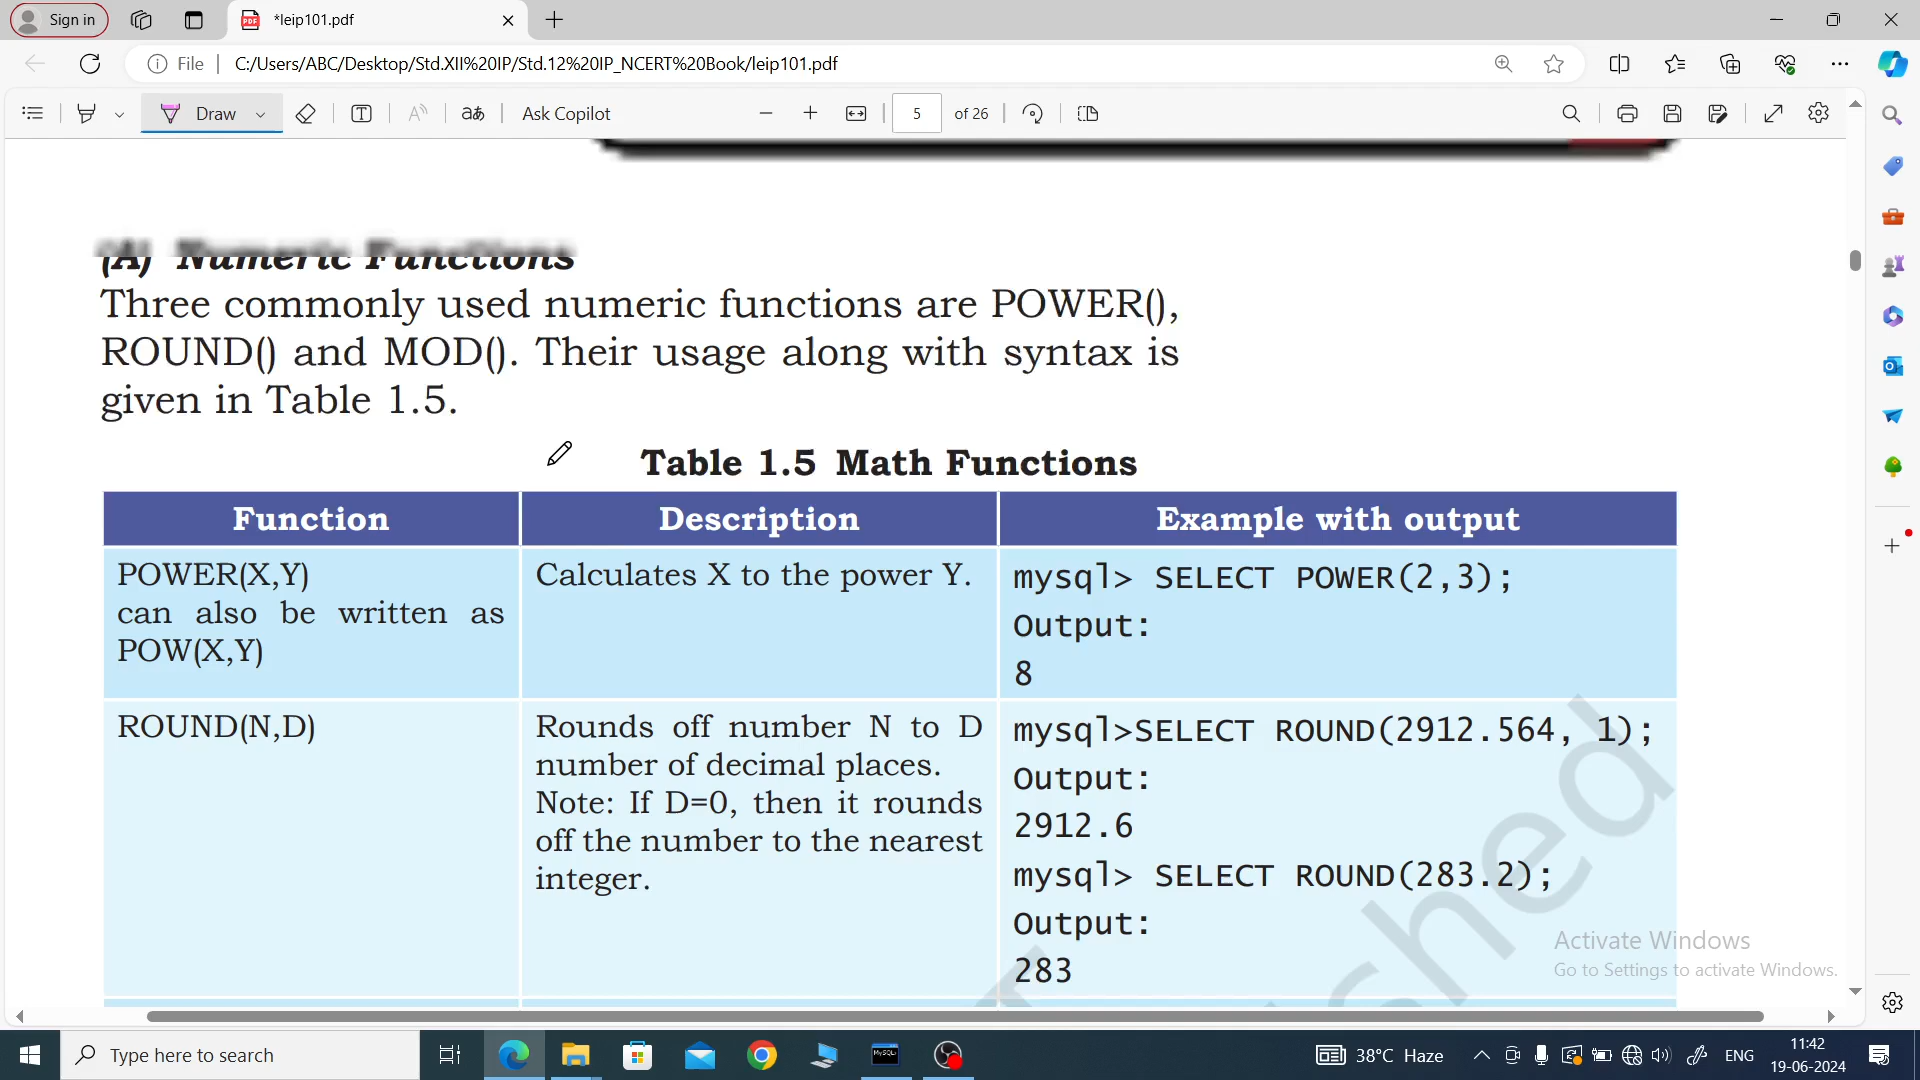 Sign in
*leip101.pdf
File
C:/Users/ABC/Desktop/Std.XII%20IP/Std.12%20IP_NCERT%20Book/leip101.pdf
Draw
Ask Copilot
5
of 26
(A) Numeric Functions
Three commonly used numeric functions are POWER(),
ROUND() and MOD(). Their usage along with syntax is
given in Table 1.5.
Table 1.5 Math Functions
Function
Description
Example with output
POWER(X,Y)
can also be written as
POW(X,Y)
Calculates X to the power Y.
mysql> SELECT POWER(2,3);
Output:
8
ROUND(N,D)
Rounds off number N to D
number of decimal places.
Note: If D=0, then it rounds
off the number to the nearest
integer.
mysql>SELECT ROUND(2912.564, 1);
Output:
2912.6
mysql> SELECT ROUND(283.2);
Output:
283
Activate Windows
Go to Settings to activate Windows.
Type here to search
38°C Haze
ENG
11:42
19-06-2024